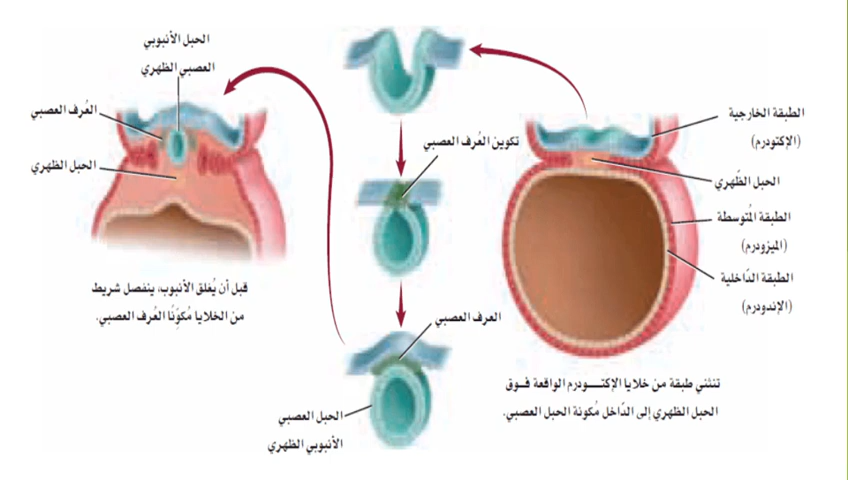 الطبقة الخارجية
(الإكتودرم)
الحبل الظّهري
الطبقة المُتوسطة
(الميزودرم)
الطبقة الدّاخلية
(الإندودرم)
تنثني طبقة من خلايا الإكتـــودرم الواقعة فــوق
الحبل الظهري إلى الدّاخل مُكونة الحبل العصبي.
تكوين العُرف العصبي
العرف العصبي
الحبل العصبي
الأنبوبي الظهري
الحبل الأنبوبي
العصبي الظهري
العُرف العصبي
الحبل الظهري
قبل أن يُغلق الأنبوب، ينفصل شريط
من الخلايا مُكوِّنًا العُرف العصبي.